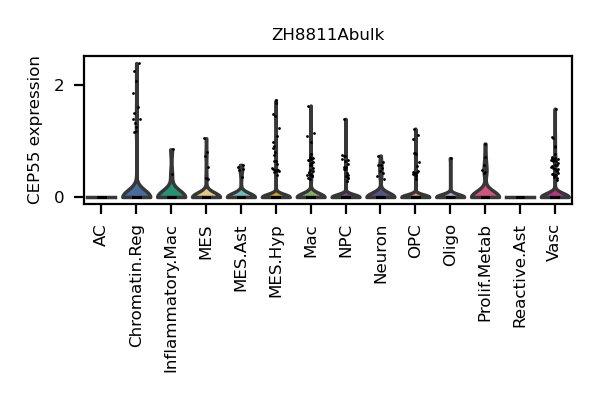 ZH8811Abulk
CEP55 expression
2
0
AC
Chromatin.Reg
Inflammatory.Mac
MES
MES.Ast
MES.Hyp
Mac
NPC
Neuron
OPC
Oligo
Prolif.Metab
Reactive.Ast
Vasc